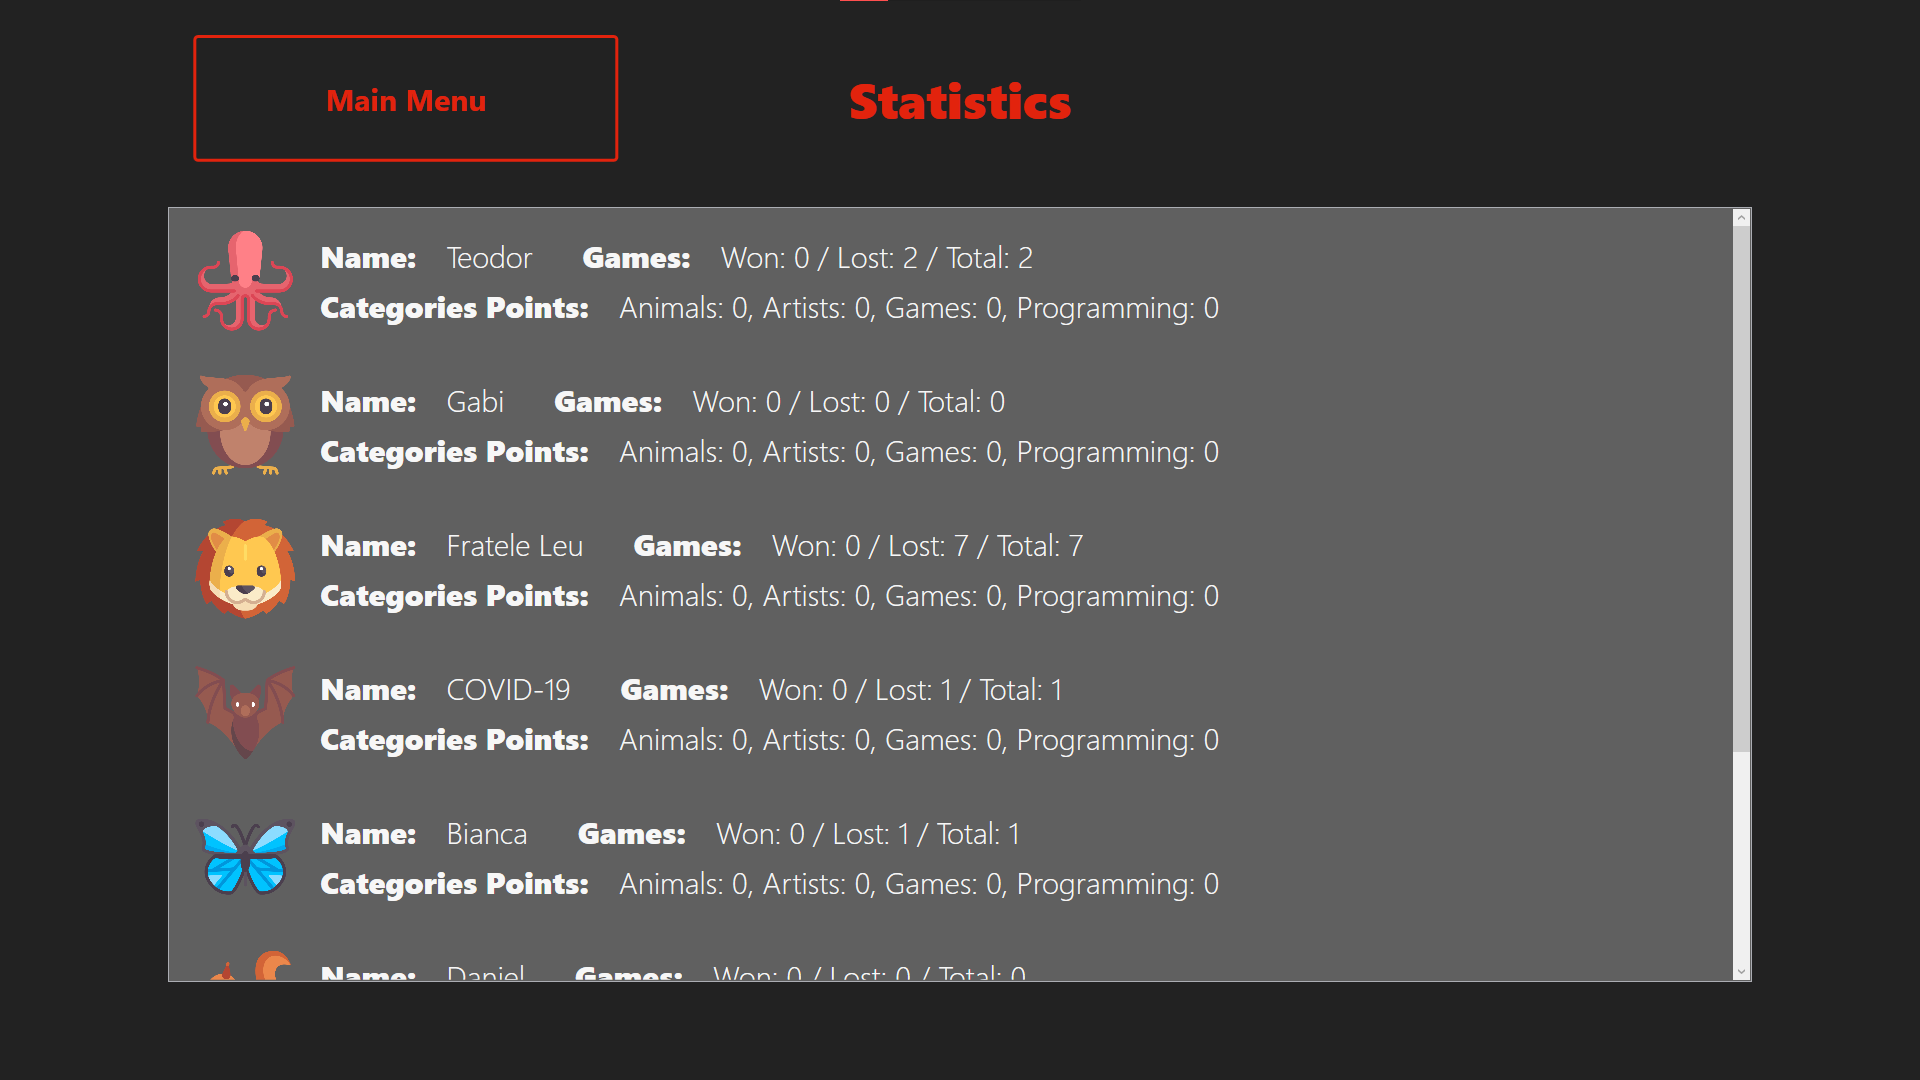 Main Menu
Statistics
Name: Teodor Games: Won: 0 / Lost: 2 / Total: 2
Categories Points: Animals: 0, Artists: 0, Games: 0, Programming: 0
Name: Gabi Games: Won: 0 / Lost: 0 / Total: 0
Categories Points: Animals: 0, Artists: 0, Games: 0, Programming: 0
Name: Fratele Leu Games: Won: 0 / Lost: 7 / Total: 7
Categories Points: Animals: 0, Artists: 0, Games: 0, Programming: 0
Name: COVID-19 Games: Won: 0 / Lost: 1 / Total: 1
Categories Points: Animals: 0, Artists: 0, Games: 0, Programming: 0
Name: Bianca Games: Won: 0 / Lost: 1 / Total: 1
Categories Points: Animals: 0, Artists: 0, Games: 0, Programming: 0
Name: Daniel Games: Won: 0 / Lost: 0 / Total: 0